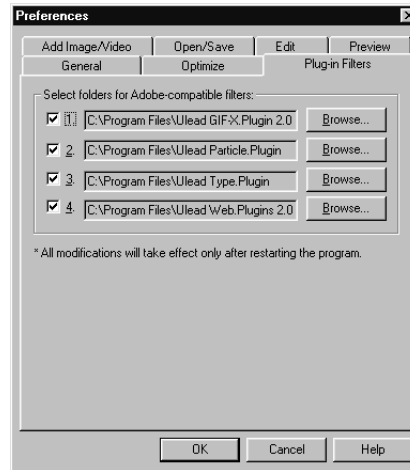 Preferences
Add Image/Video Open/Save Edit Preview
General Optimize Plug-in Filters
Select folders for Adobe-compatible filters:
1. C:\Program Files\Ulead GIF-X.Plugin 2.0 Browse...
2. C:\Program Files\Ulead Particle.Plugin Browse...
3. C:\Program Files\Ulead Type.Plugin Browse...
4. C:\Program Files\Ulead Web.Plugins 2.0 Browse...
* All modifications will take effect only after restarting the program.
OK Cancel Help